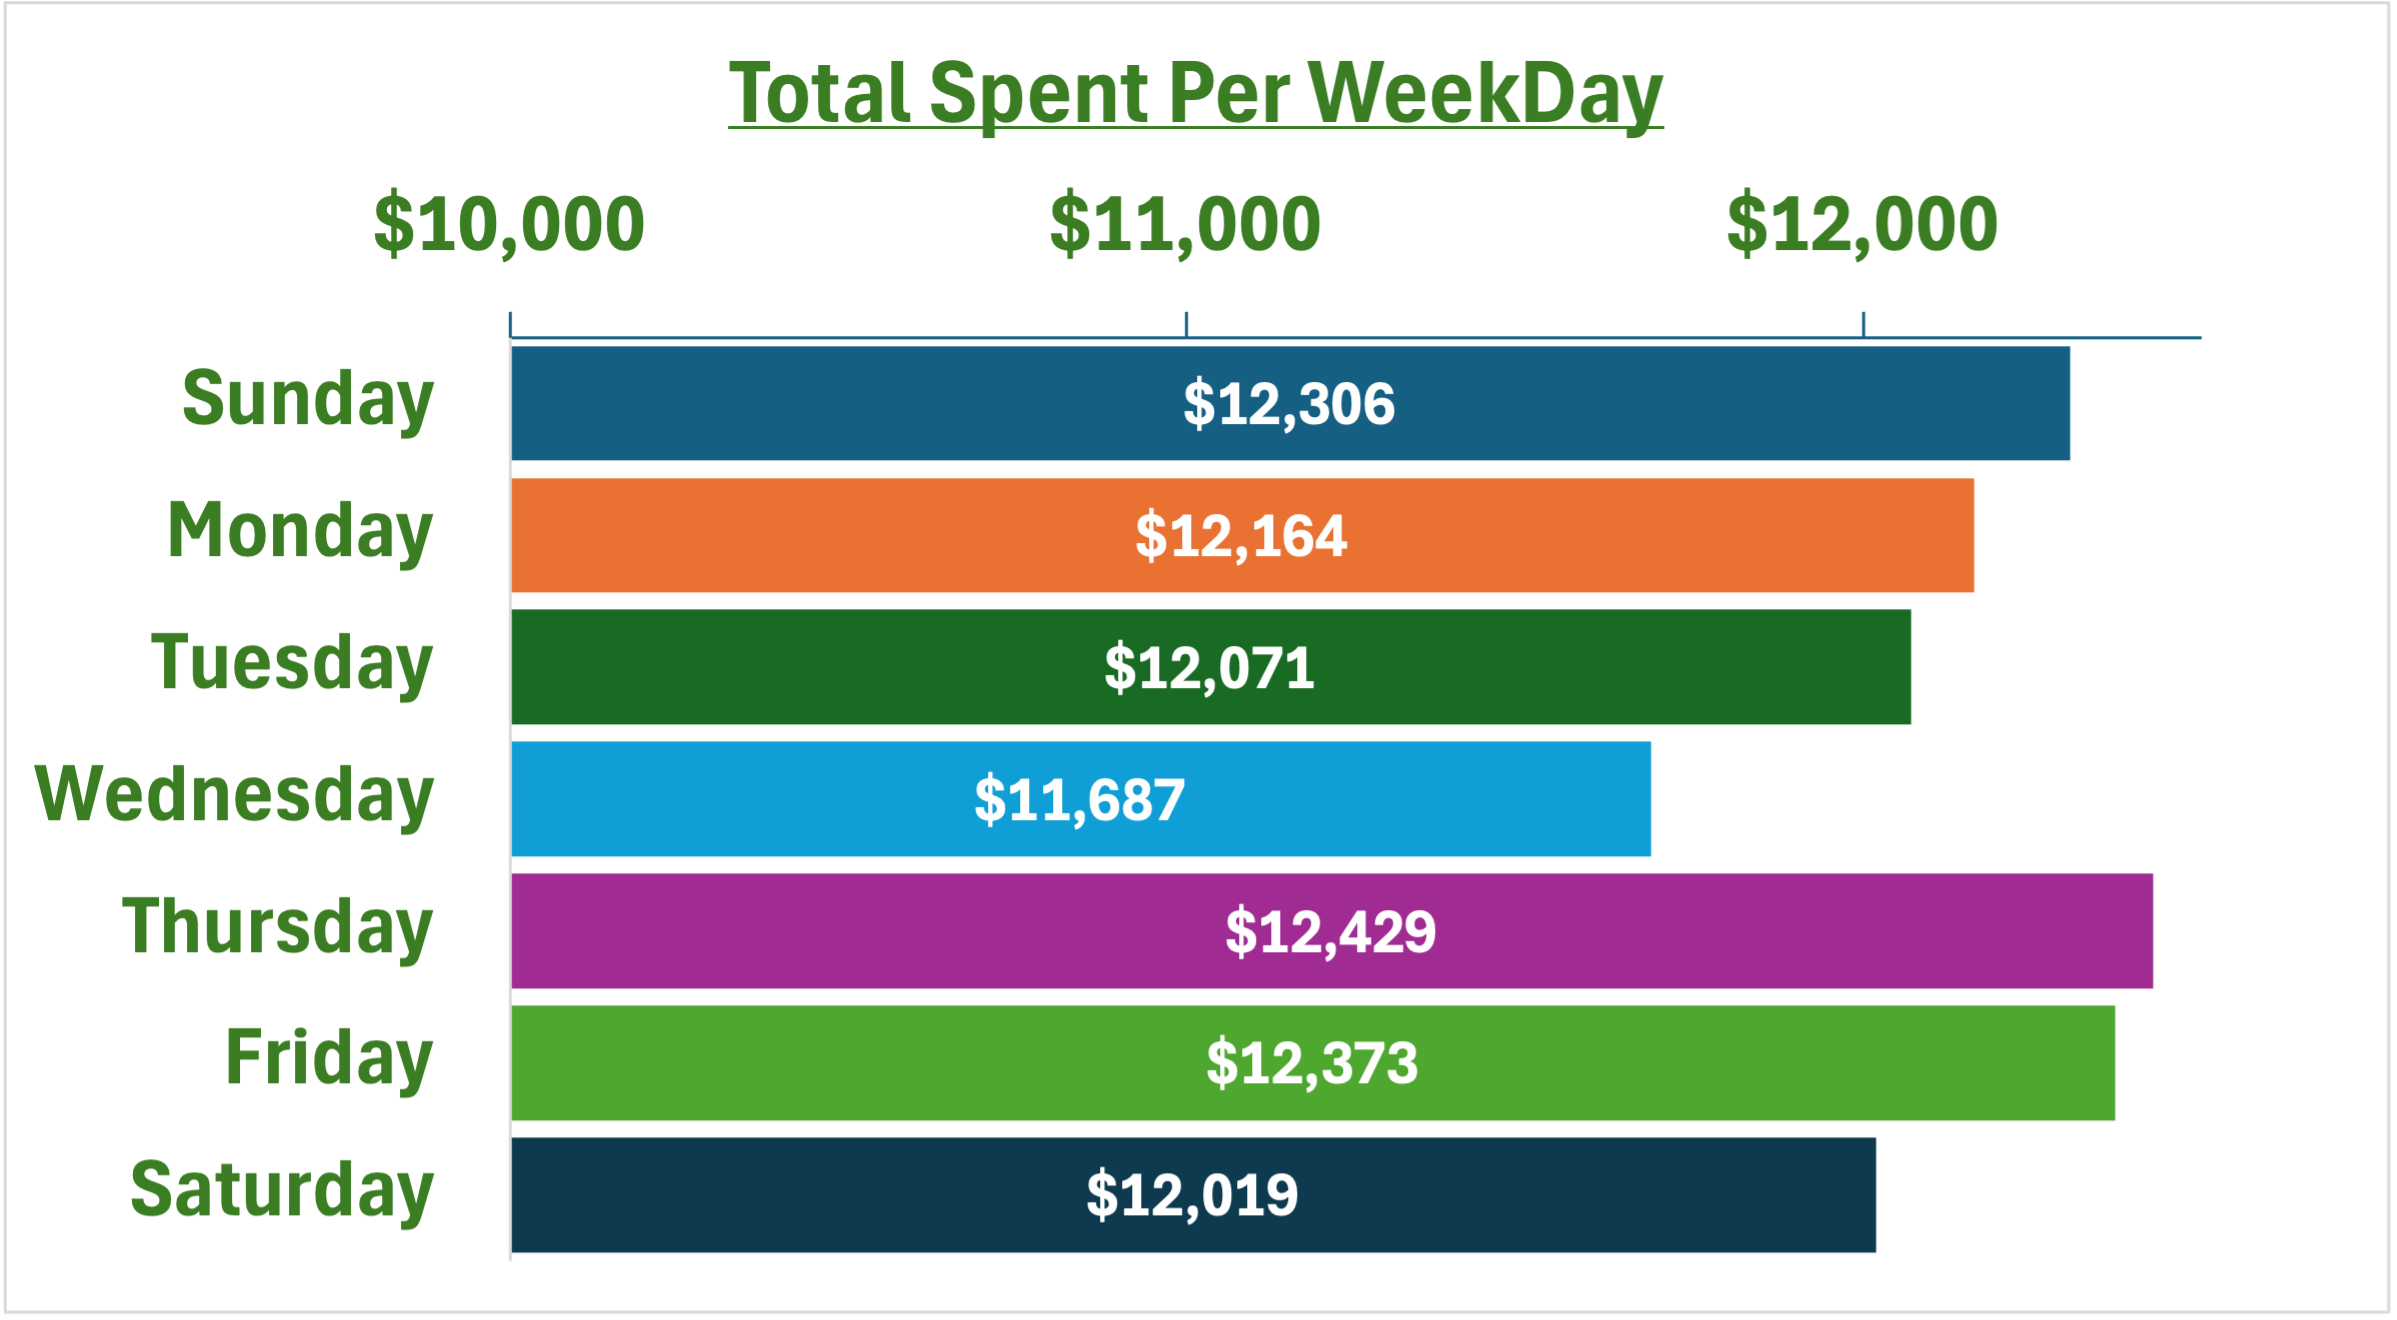 Total Spent Per WeekDay
$10,000 $11,000 $12,000
Sunday $12,306
Monday $12,164
Tuesday $12,071
Wednesday $11,687
Thursday $12,429
Friday $12,373
Saturday $12,019